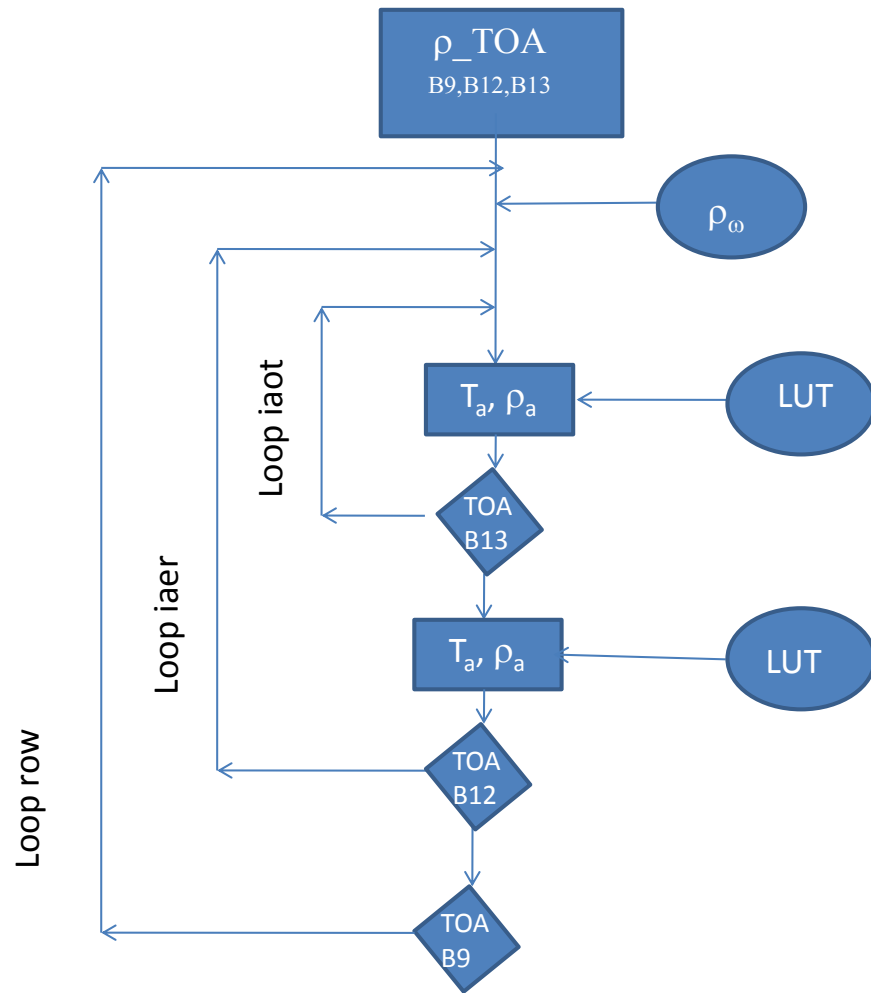 ρ_TOA
B9,B12,B13
ρω
Loop iaot
Tₐ, ρₐ
LUT
TOA
B13
Loop iaer
Tₐ, ρₐ
LUT
TOA
B12
Loop row
TOA
B9